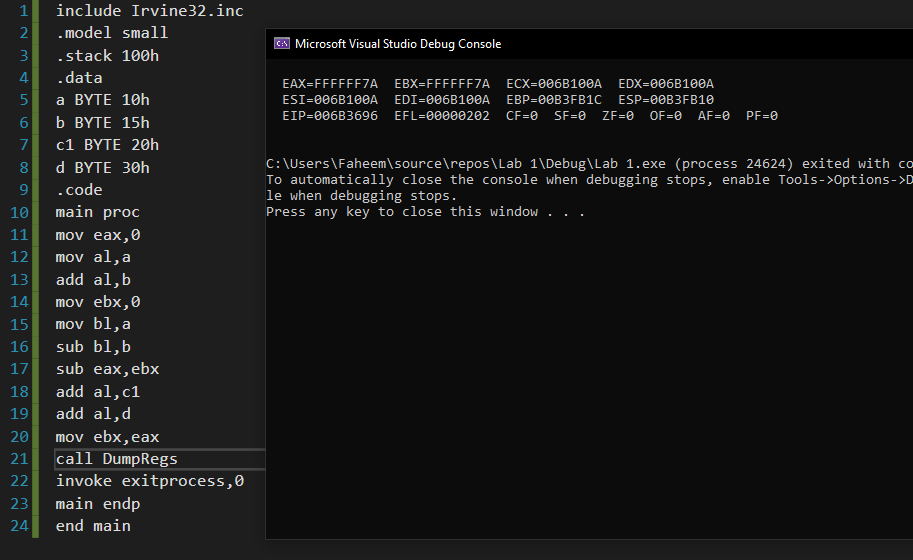 1 include Irvine32.inc
2 .model small
3 .stack 100h
4 .data
5 a BYTE 10h
6 b BYTE 15h
7 c1 BYTE 20h
8 d BYTE 30h
9 .code
10 main proc
11 mov eax,0
12 mov al,a
13 add al,b
14 mov ebx,0
15 mov bl,a
16 sub bl,b
17 sub eax,ebx
18 add al,c1
19 add al,d
20 mov ebx,eax
21 call DumpRegs
22 invoke exitprocess,0
23 main endp
24 end main
C:\ Microsoft Visual Studio Debug Console
EAX=FFFFFF7A EBX=FFFFFF7A ECX=006B100A EDX=006B100A
ESI=006B100A EDI=006B100A EBP=00B3FB1C ESP=00B3FB10
EIP=006B3696 EFL=00000202 CF=0 SF=0 ZF=0 OF=0 AF=0 PF=0
C:\Users\Faheem\source\repos\Lab 1\Debug\Lab 1.exe (process 24624) exited with co
To automatically close the console when debugging stops, enable Tools->Options->D
le when debugging stops.
Press any key to close this window . . .